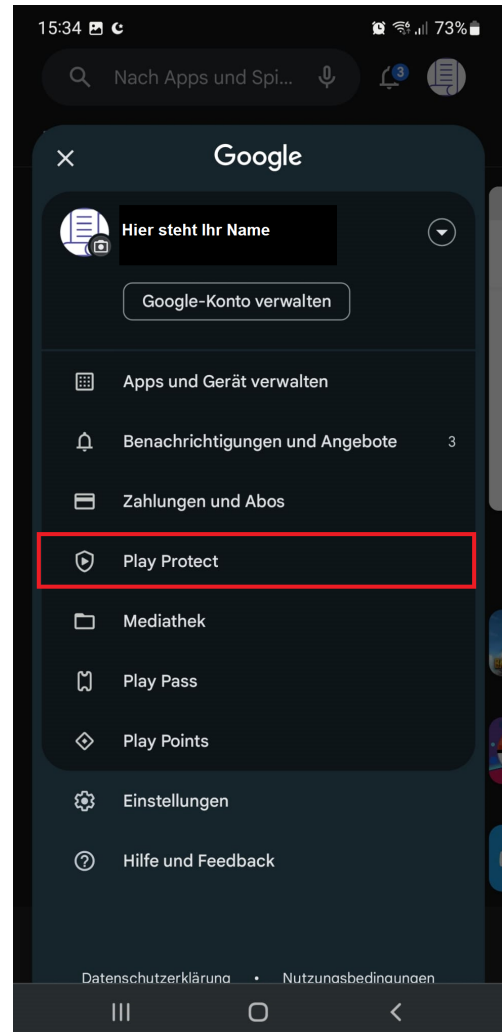 15:34 73%
Nach Apps und Spi... 3
Google
Hier steht Ihr Name
Google-Konto verwalten
Apps und Gerät verwalten
Benachrichtigungen und Angebote 3
Zahlungen und Abos
Play Protect
Mediathek
Play Pass
Play Points
Einstellungen
Hilfe und Feedback
Datenschutzerklärung • Nutzungsbedingungen